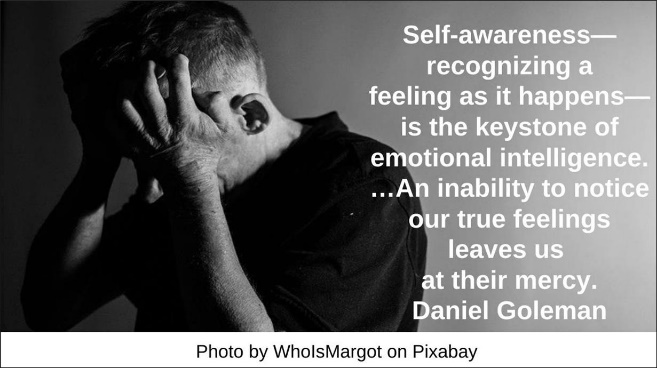 Self-awareness—
recognizing a
feeling as it happens—
is the keystone of
emotional intelligence.
…An inability to notice
our true feelings
leaves us
at their mercy.
Daniel Goleman
Photo by WhoIsMargot on Pixabay